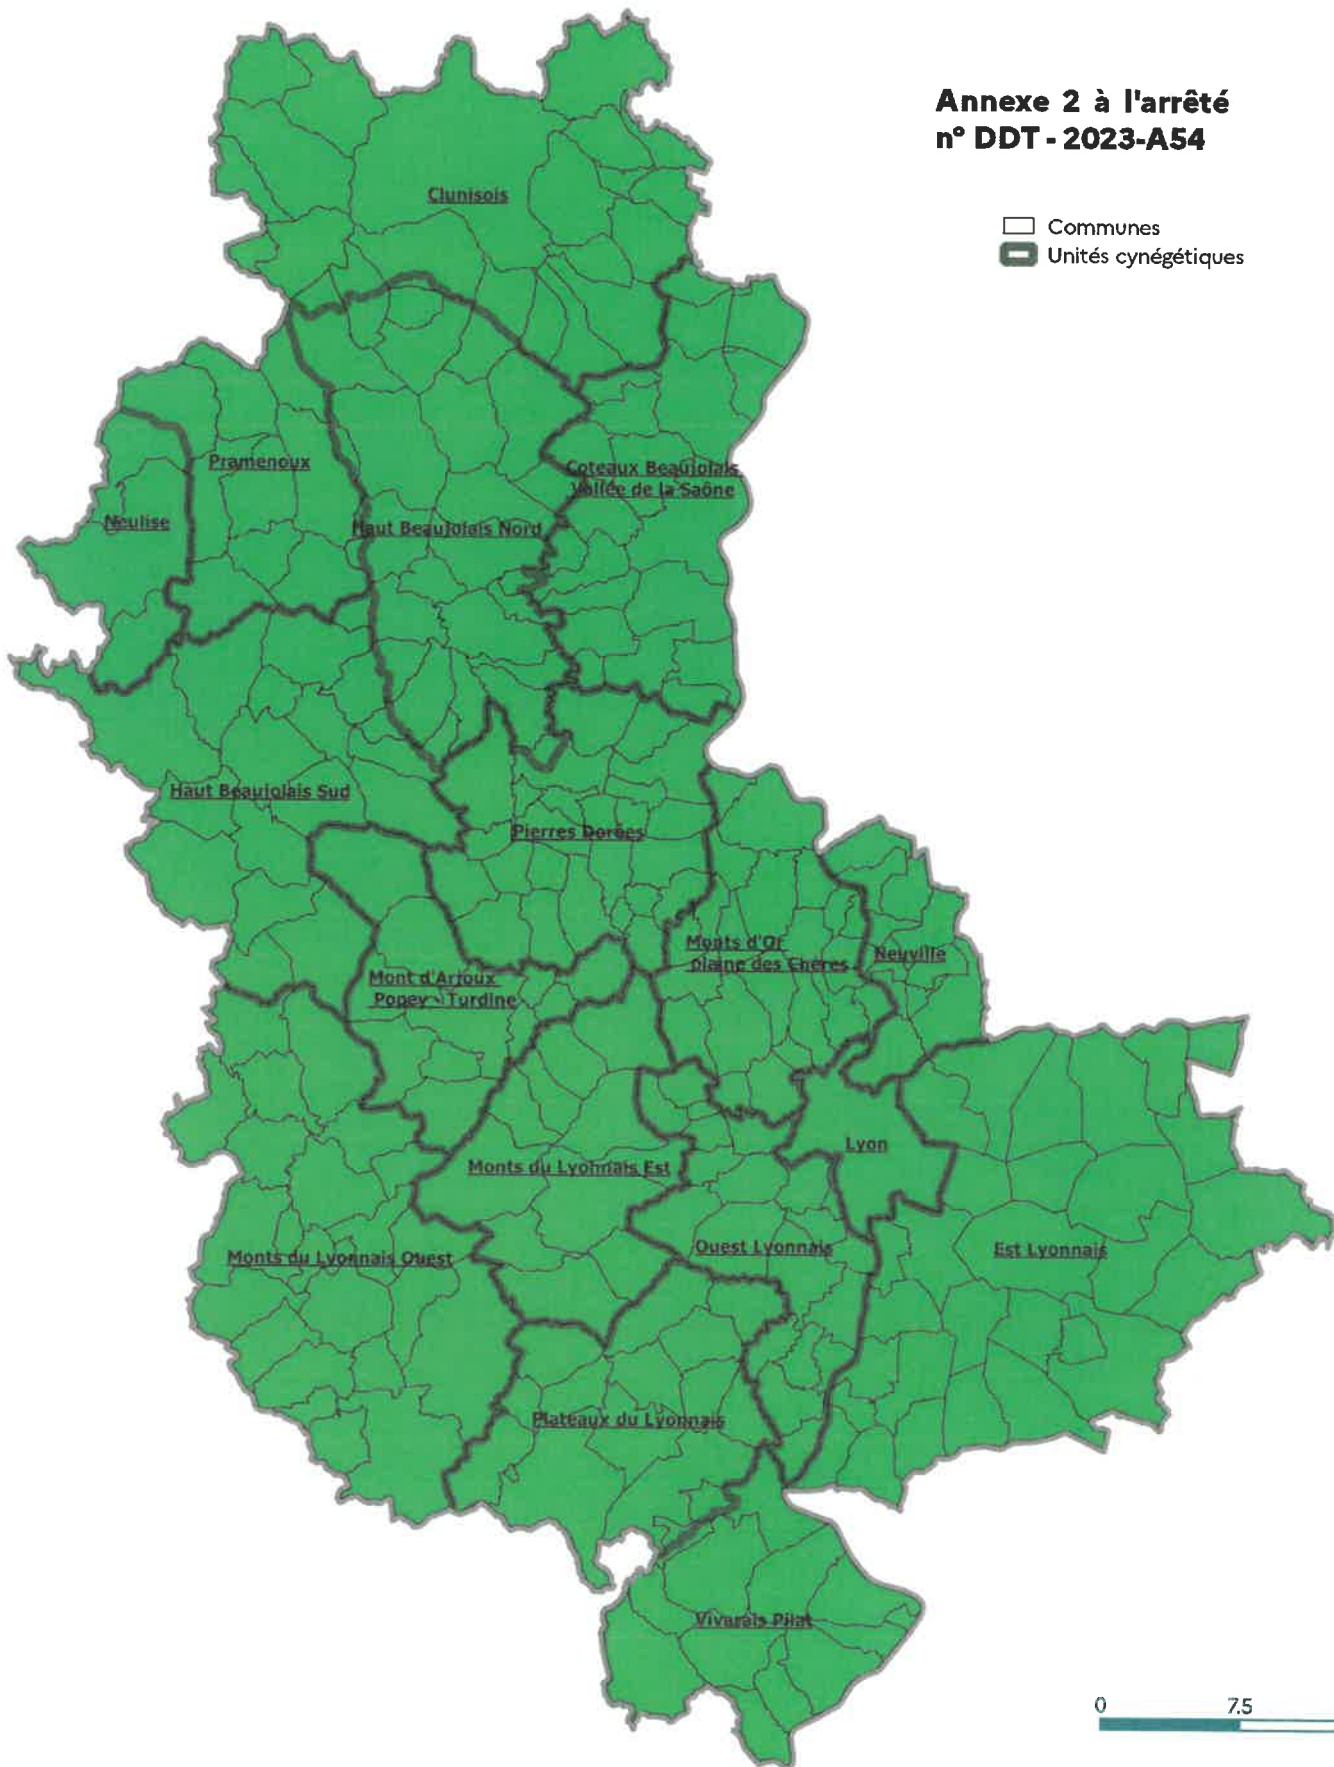 Annexe 2 à l'arrêté
n° DDT - 2023-A54
Communes
Unités cynégétiques
Clunisois
Pramenoux
Coteaux Beaujolais
Vallée de la Saône
Neulise
Haut Beaujolais Nord
Haut Beaujolais Sud
Pierres Dorées
Monts d'Or
plaine des Chères
Neuville
Mont d'Arjoux
Popey - Turdine
Lyon
Monts du Lyonnais Est
Ouest Lyonnais
Est Lyonnais
Monts du Lyonnais Ouest
Plateaux du Lyonnais
Vivarais Pilat
0 7.5